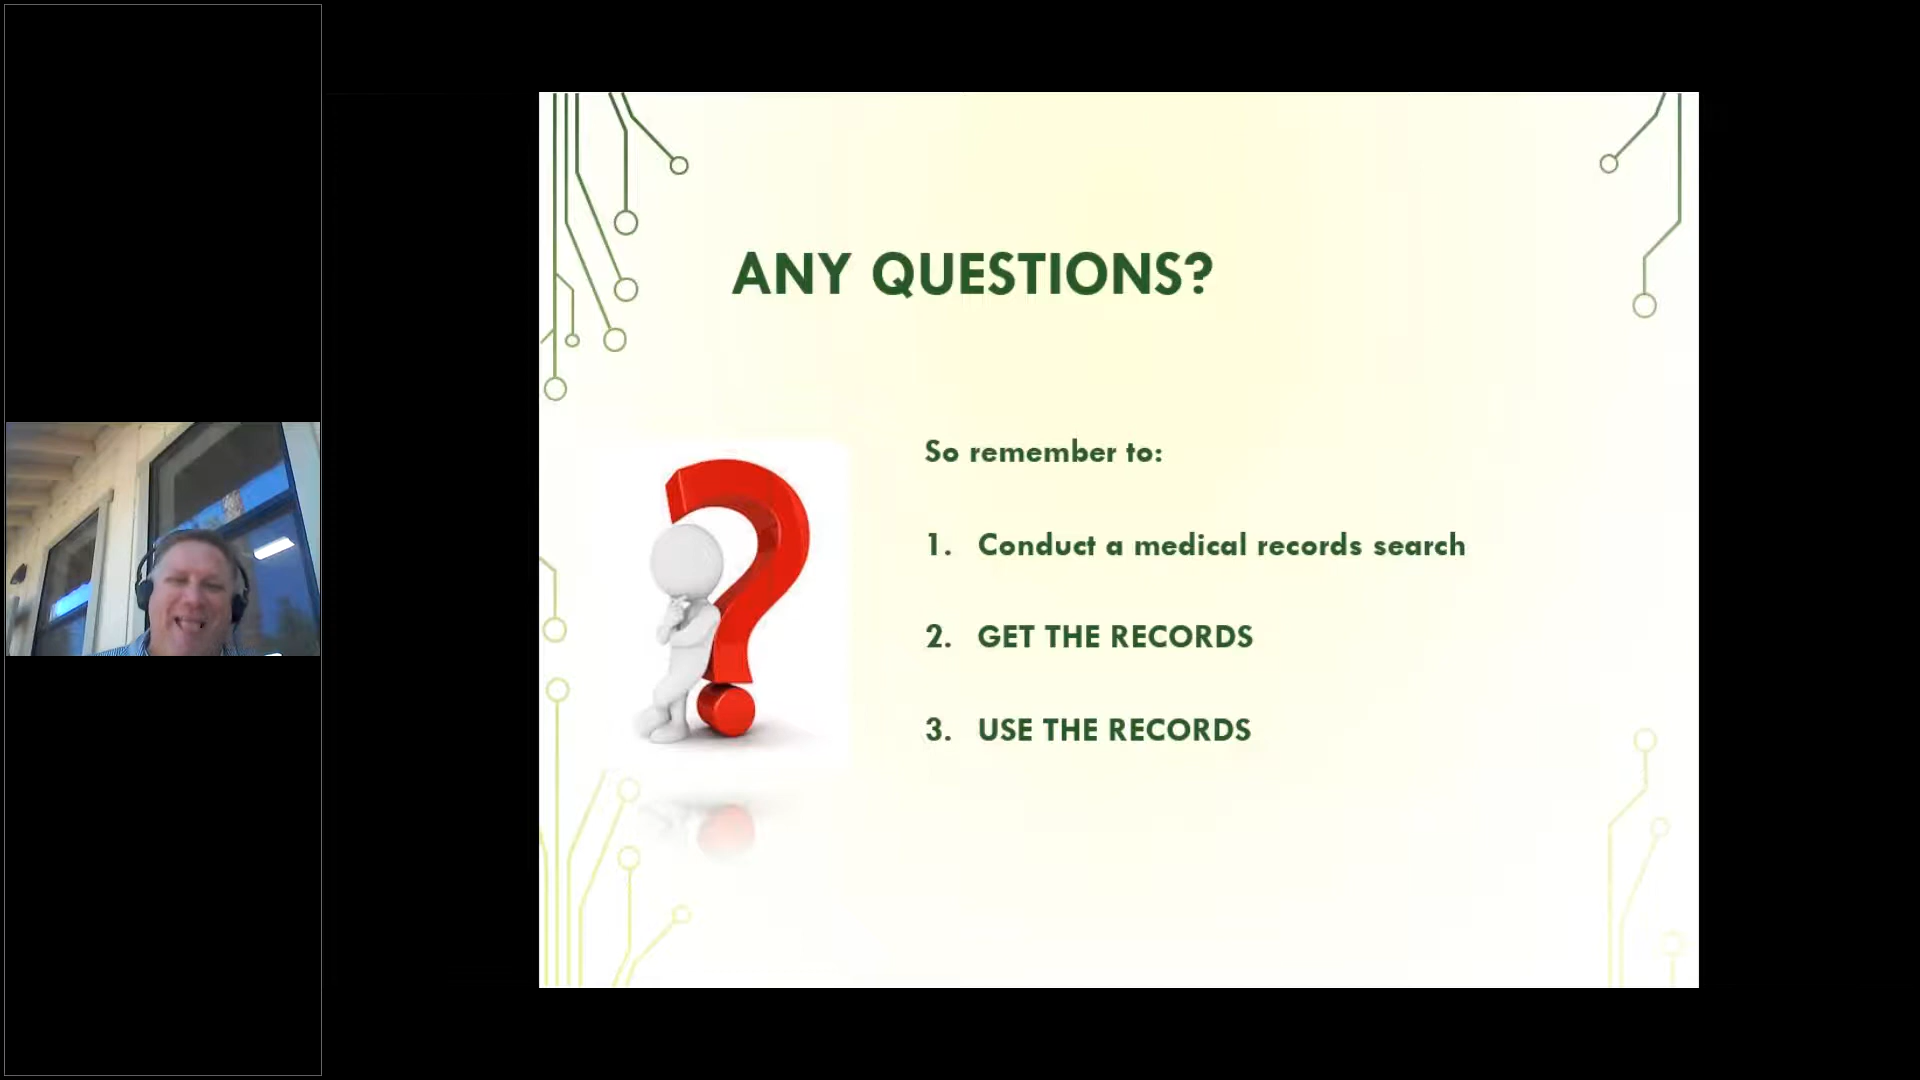 ANY QUESTIONS?
So remember to:
1. Conduct a medical records search
2. GET THE RECORDS
3. USE THE RECORDS